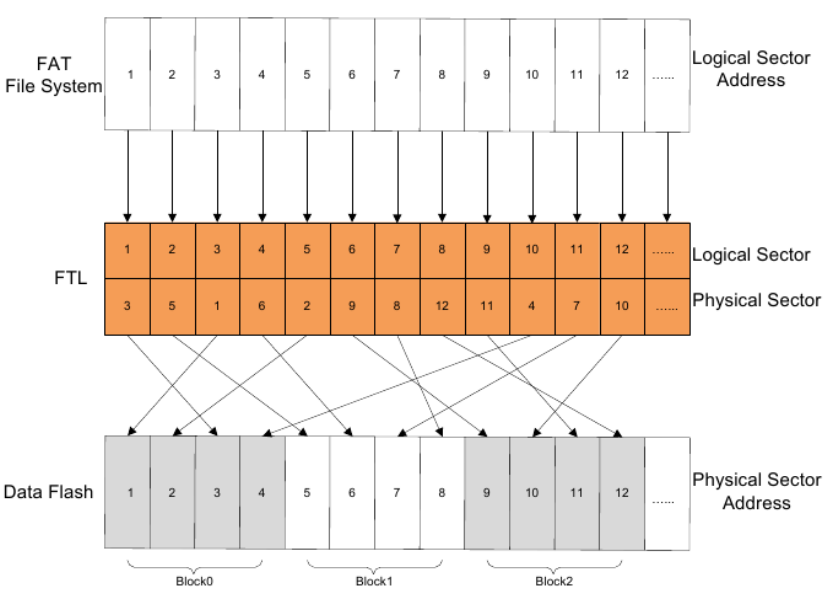 FAT
File System
1 2 3 4 5 6 7 8 9 10 11 12 ......
Logical Sector
Address
FTL
1 2 3 4 5 6 7 8 9 10 11 12 ......
Logical Sector
3 5 1 6 2 9 8 12 11 4 7 10 ......
Physical Sector
Data Flash
1 2 3 4 5 6 7 8 9 10 11 12 ......
Physical Sector
Address
Block0 Block1 Block2